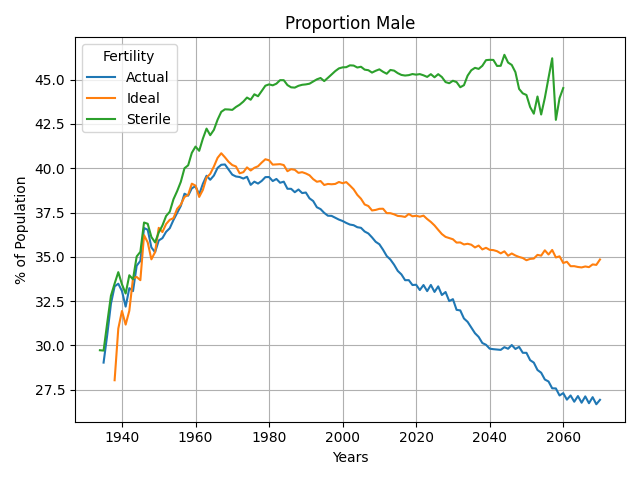 Proportion Male
Fertility
Actual
Ideal
Sterile
% of Population
45.0
42.5
40.0
37.5
35.0
32.5
30.0
27.5
1940 1960 1980 2000 2020 2040 2060
Years